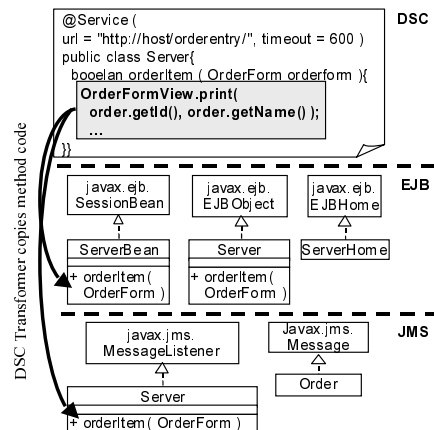 DSC
@Service (
url = "http://host/orderentry/", timeout = 600 )
public class Server{
booelan orderItem ( OrderForm orderform ){
OrderFormView.print(
order.getId(), order.getName() );
...
}}
DSC Transformer copies method code
EJB
javax.ejb.
SessionBean
javax.ejb.
EJBObject
javax.ejb.
EJBHome
ServerBean
+ orderItem(
OrderForm )
Server
+ orderItem(
OrderForm )
ServerHome
JMS
javax.jms.
MessageListener
Javax.jms.
Message
Server
+ orderItem( OrderForm )
Order